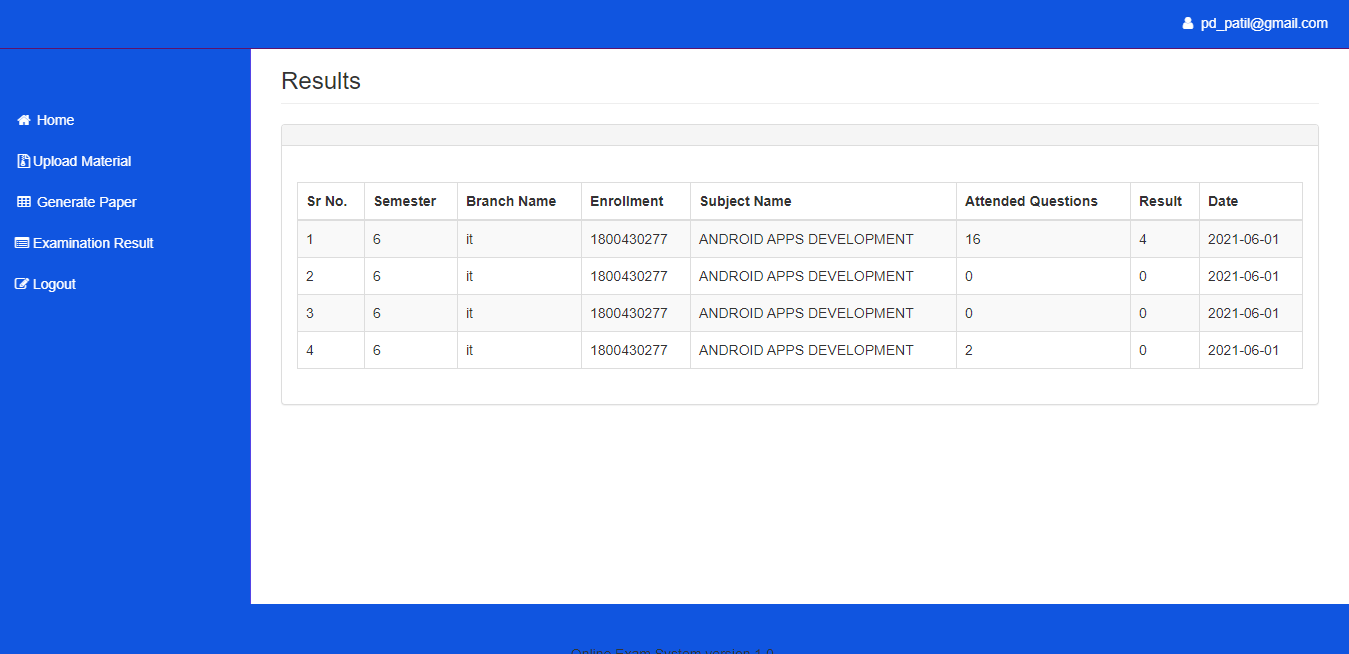 pd_patil@gmail.com
Home
Upload Material
Generate Paper
Examination Result
Logout
Results
Sr No. Semester Branch Name Enrollment Subject Name Attended Questions Result Date
1 6 it 1800430277 ANDROID APPS DEVELOPMENT 16 4 2021-06-01
2 6 it 1800430277 ANDROID APPS DEVELOPMENT 0 0 2021-06-01
3 6 it 1800430277 ANDROID APPS DEVELOPMENT 0 0 2021-06-01
4 6 it 1800430277 ANDROID APPS DEVELOPMENT 2 0 2021-06-01
Online Exam System version 1.0